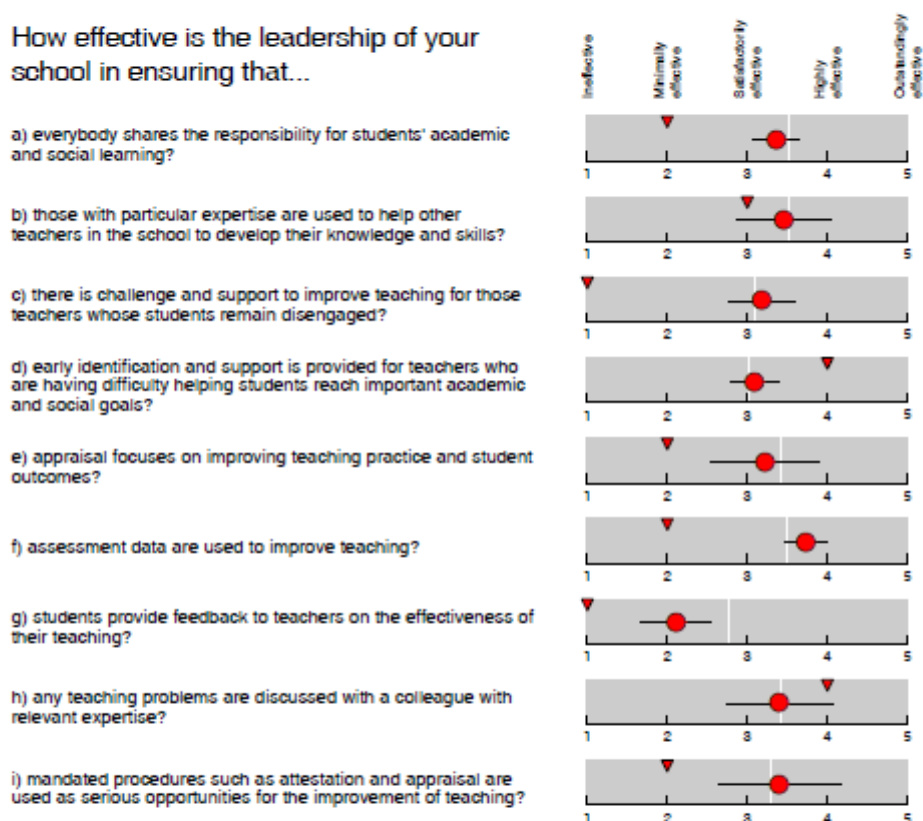 How effective is the leadership of your
school in ensuring that...
Ineffective
Minimally
effective
Satisfactorily
effective
Highly
effective
Outstandingly
effective
a) everybody shares the responsibility for students' academic
and social learning?
1 2 3 4 5
b) those with particular expertise are used to help other
teachers in the school to develop their knowledge and skills?
1 2 3 4 5
c) there is challenge and support to improve teaching for those
teachers whose students remain disengaged?
1 2 3 4 5
d) early identification and support is provided for teachers who
are having difficulty helping students reach important academic
and social goals?
1 2 3 4 5
e) appraisal focuses on improving teaching practice and student
outcomes?
1 2 3 4 5
f) assessment data are used to improve teaching?
1 2 3 4 5
g) students provide feedback to teachers on the effectiveness of
their teaching?
1 2 3 4 5
h) any teaching problems are discussed with a colleague with
relevant expertise?
1 2 3 4 5
i) mandated procedures such as attestation and appraisal are
used as serious opportunities for the improvement of teaching?
1 2 3 4 5